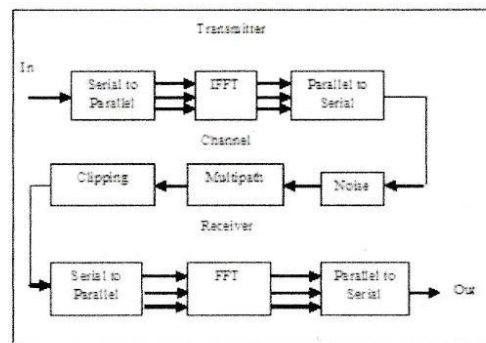 Transmitter
In
Serial to
Parallel
IFFT
Parallel to
Serial
Channel
Clipping
Multipath
Noise
Receiver
Serial to
Parallel
FFT
Parallel to
Serial
Out